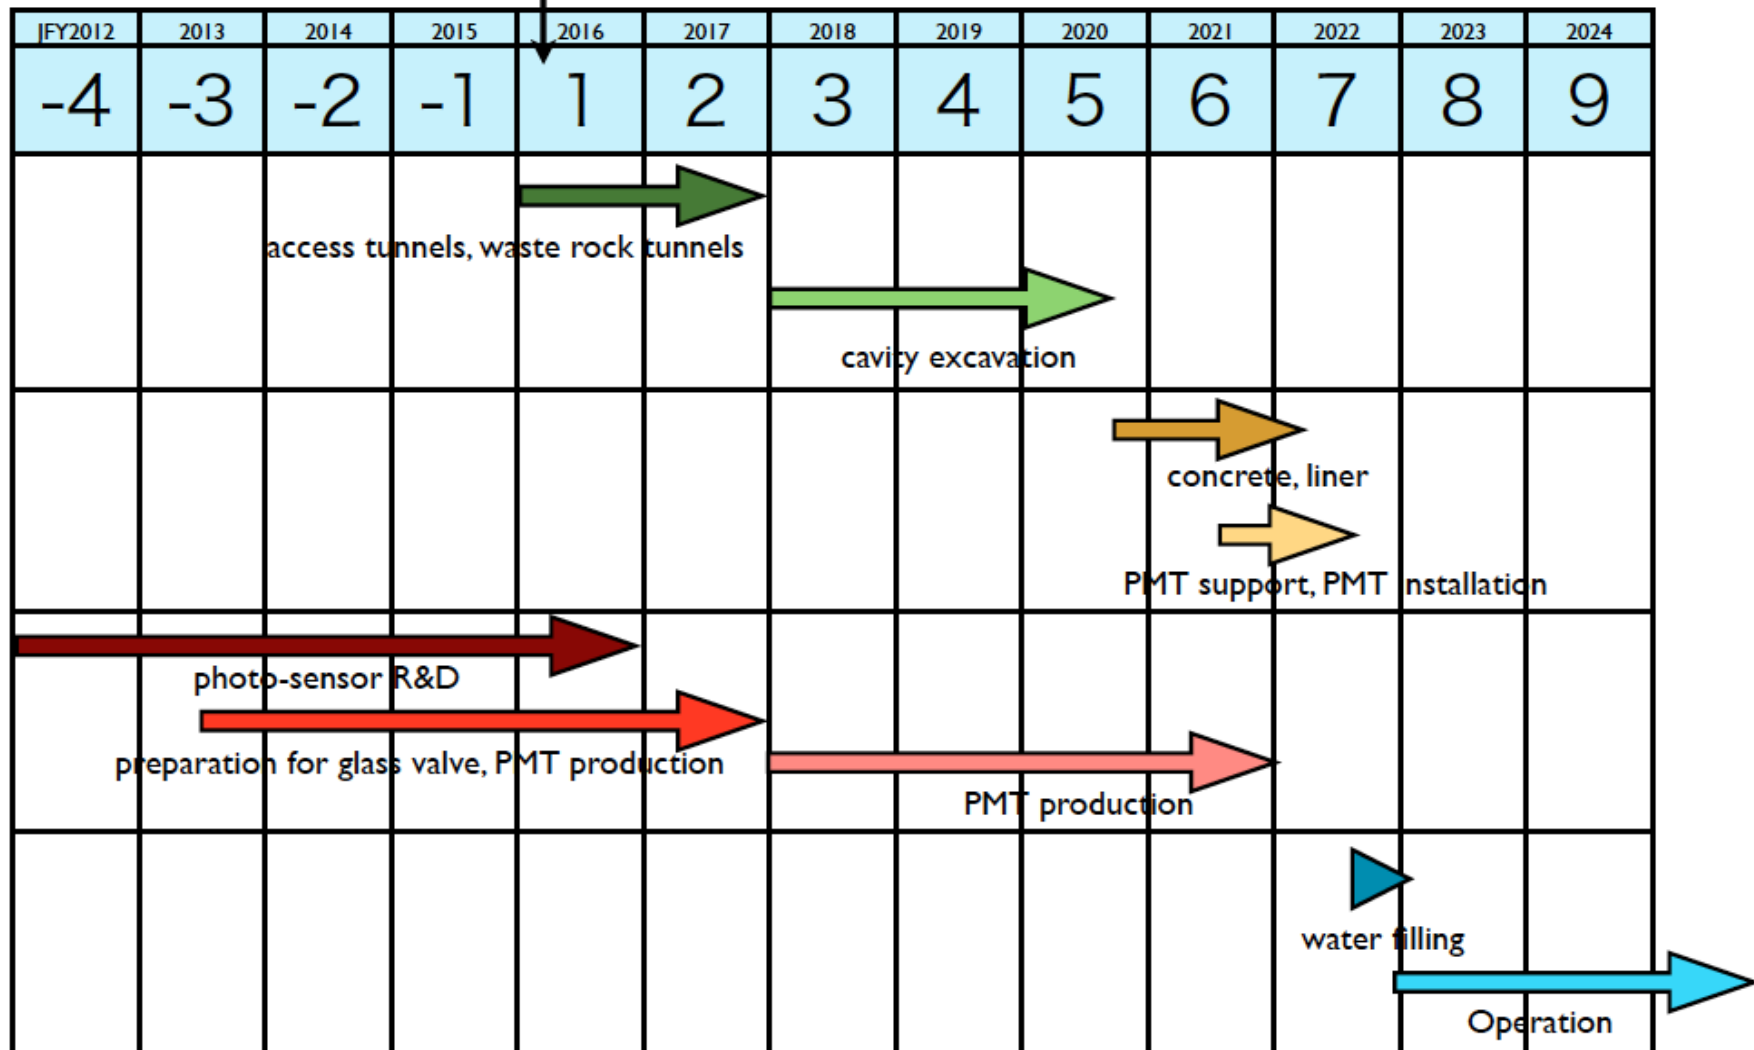 JFY2012 2013 2014 2015 2016 2017 2018 2019 2020 2021 2022 2023 2024
-4 -3 -2 -1 1 2 3 4 5 6 7 8 9
access tunnels, waste rock tunnels
cavity excavation
concrete, liner
PMT support, PMT installation
photo-sensor R&D
preparation for glass valve, PMT production
PMT production
water filling
Operation